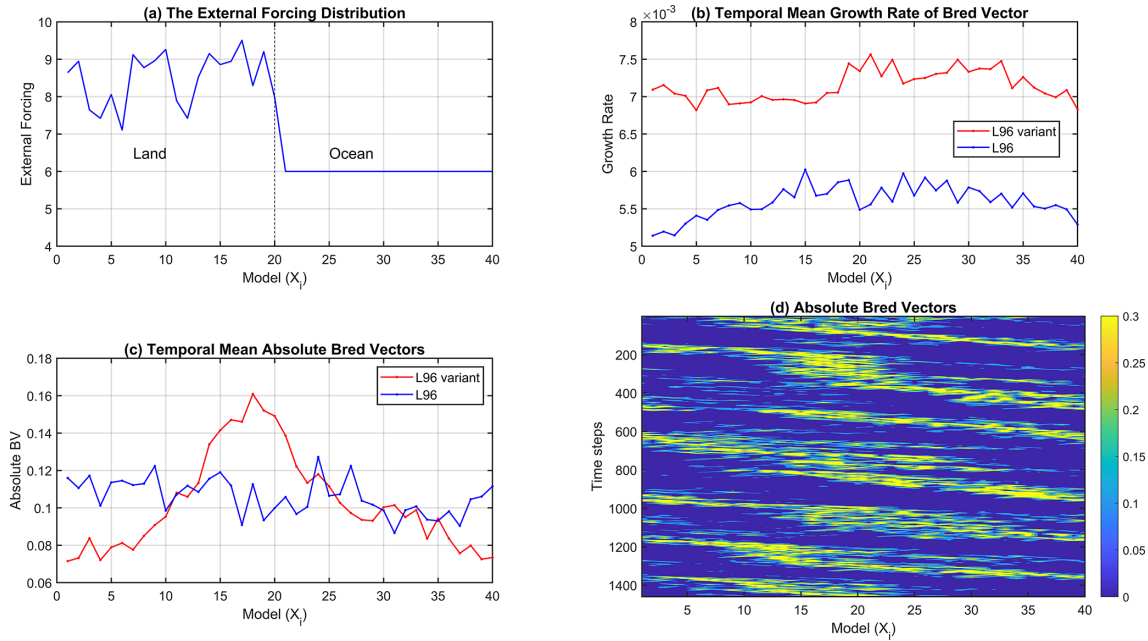 (a) The External Forcing Distribution
10
9
8
7
6
5
4
0 5 10 15 20 25 30 35 40
External Forcing
Land
Ocean
Model (X_i)
(b) Temporal Mean Growth Rate of Bred Vector
×10⁻³
8
7.5
7
6.5
6
5.5
5
0 5 10 15 20 25 30 35 40
Growth Rate
L96 variant
L96
Model (X_i)
(c) Temporal Mean Absolute Bred Vectors
0.18
0.16
0.14
0.12
0.1
0.08
0.06
0 5 10 15 20 25 30 35 40
Absolute BV
L96 variant
L96
Model (X_i)
(d) Absolute Bred Vectors
200
400
600
800
1000
1200
1400
5 10 15 20 25 30 35 40
Time steps
Model (X_i)
0.3
0.25
0.2
0.15
0.1
0.05
0